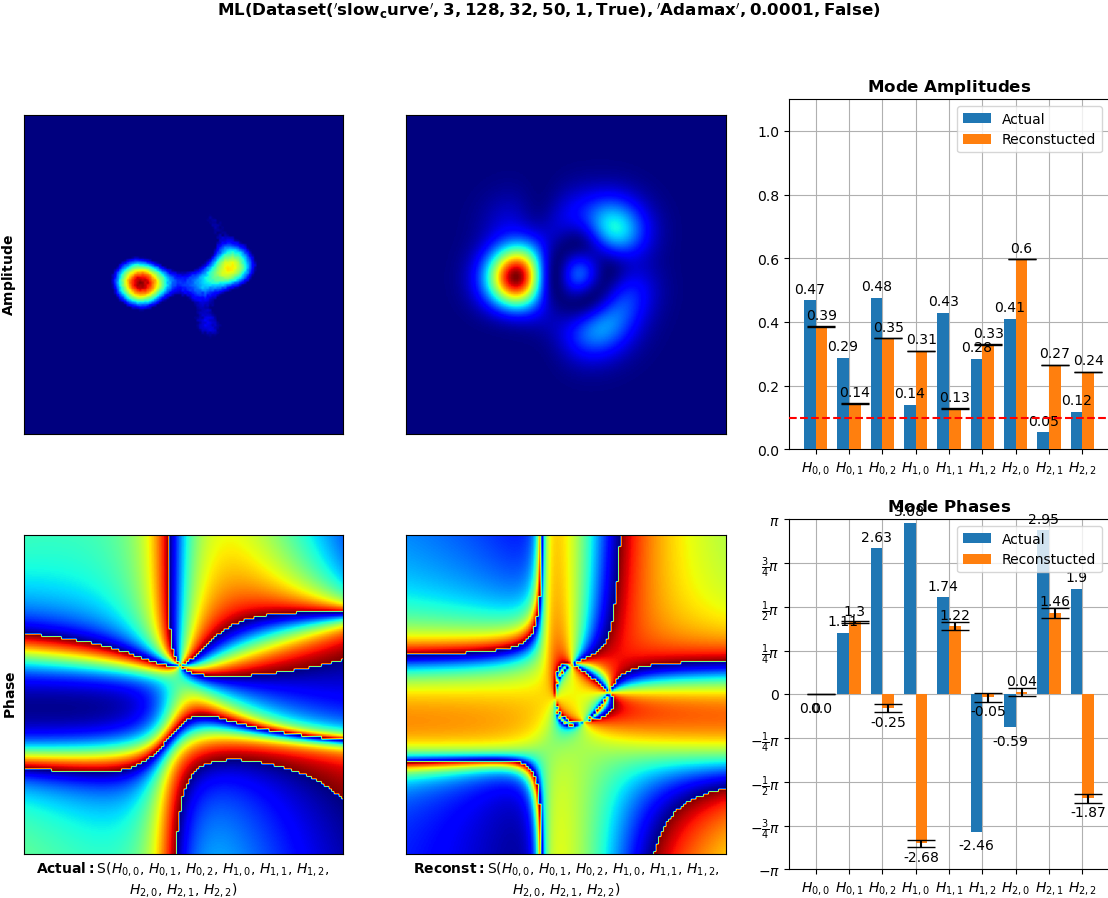 ML(Dataset('slow_curve', 3, 128, 32, 50, 1, True), 'Adamax', 0.0001, False)
Amplitude
Mode Amplitudes
Actual
Reconstucted
1.0
0.8
0.6
0.4
0.2
0.0
0.47 0.29 0.48 0.14 0.43 0.28 0.41 0.05 0.12
0.39 0.14 0.35 0.31 0.13 0.33 0.6 0.27 0.24
H0,0 H0,1 H0,2 H1,0 H1,1 H1,2 H2,0 H2,1 H2,2
Phase
Mode Phases
Actual
Reconstucted
π
3/4π
1/2π
1/4π
0
−1/4π
−1/2π
−3/4π
−π
0.0 1.11 2.63 3.08 1.74 -2.46 -0.59 2.95 1.9
0.0 1.3 -0.25 -2.68 1.22 -0.05 0.04 1.46 -1.87
H0,0 H0,1 H0,2 H1,0 H1,1 H1,2 H2,0 H2,1 H2,2
Actual: S(H0,0, H0,1, H0,2, H1,0, H1,1, H1,2,
H2,0, H2,1, H2,2)
Reconst: S(H0,0, H0,1, H0,2, H1,0, H1,1, H1,2,
H2,0, H2,1, H2,2)